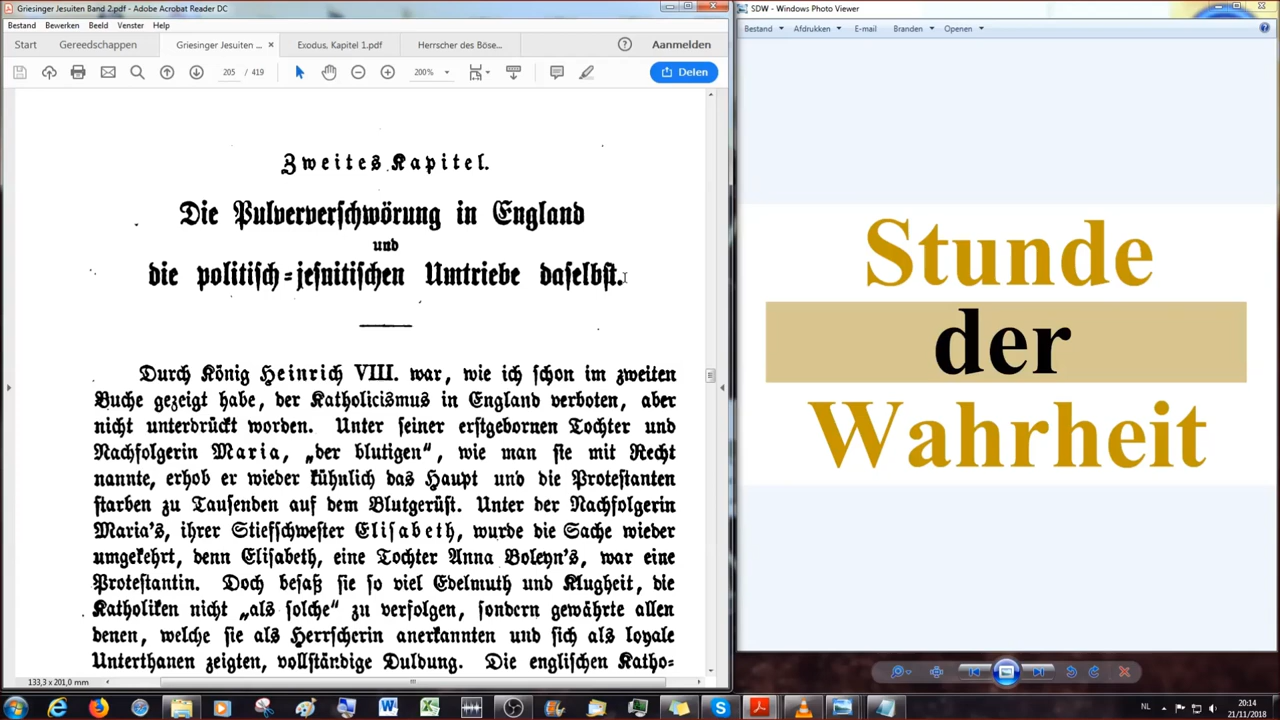 Griesinger Jesuiten Band 2.pdf - Adobe Acrobat Reader DC
Bestand Bewerken Beeld Venster Help
Start Gereedschappen Griesinger Jesuiten ... × Exodus, Kapitel 1.pdf Herrscher des Böse... Anmelden
205 / 419 200% Delen
Zweites Kapitel.
Die Pulververschwörung in England
und
die politisch-jesuitischen Umtriebe daselbst.
Durch König Heinrich VIII. war, wie ich schon im zweiten
Buche gezeigt habe, der Katholicismus in England verboten, aber
nicht unterdrückt worden. Unter seiner erstgebornen Tochter und
Nachfolgerin Maria, „der blutigen“, wie man sie mit Recht
nannte, erhob er wieder kühnlich das Haupt und die Protestanten
starben zu Tausenden auf dem Blutgerüst. Unter der Nachfolgerin
Maria's, ihrer Stiefschwester Elisabeth, wurde die Sache wieder
umgekehrt, denn Elisabeth, eine Tochter Anna Boleyn's, war eine
Protestantin. Doch besaß sie so viel Edelmuth und Klugheit, die
Katholiken nicht „als solche“ zu verfolgen, sondern gewährte allen
denen, welche sie als Herrscherin anerkannten und sich als loyale
Unterthanen zeigten, vollständige Duldung. Die englischen Katho-
133,3 x 201,0 mm
SDW - Windows Photo Viewer
Bestand Afdrukken E-mail Branden Openen
Stunde
der
Wahrheit
NL 20:14
21/11/2018